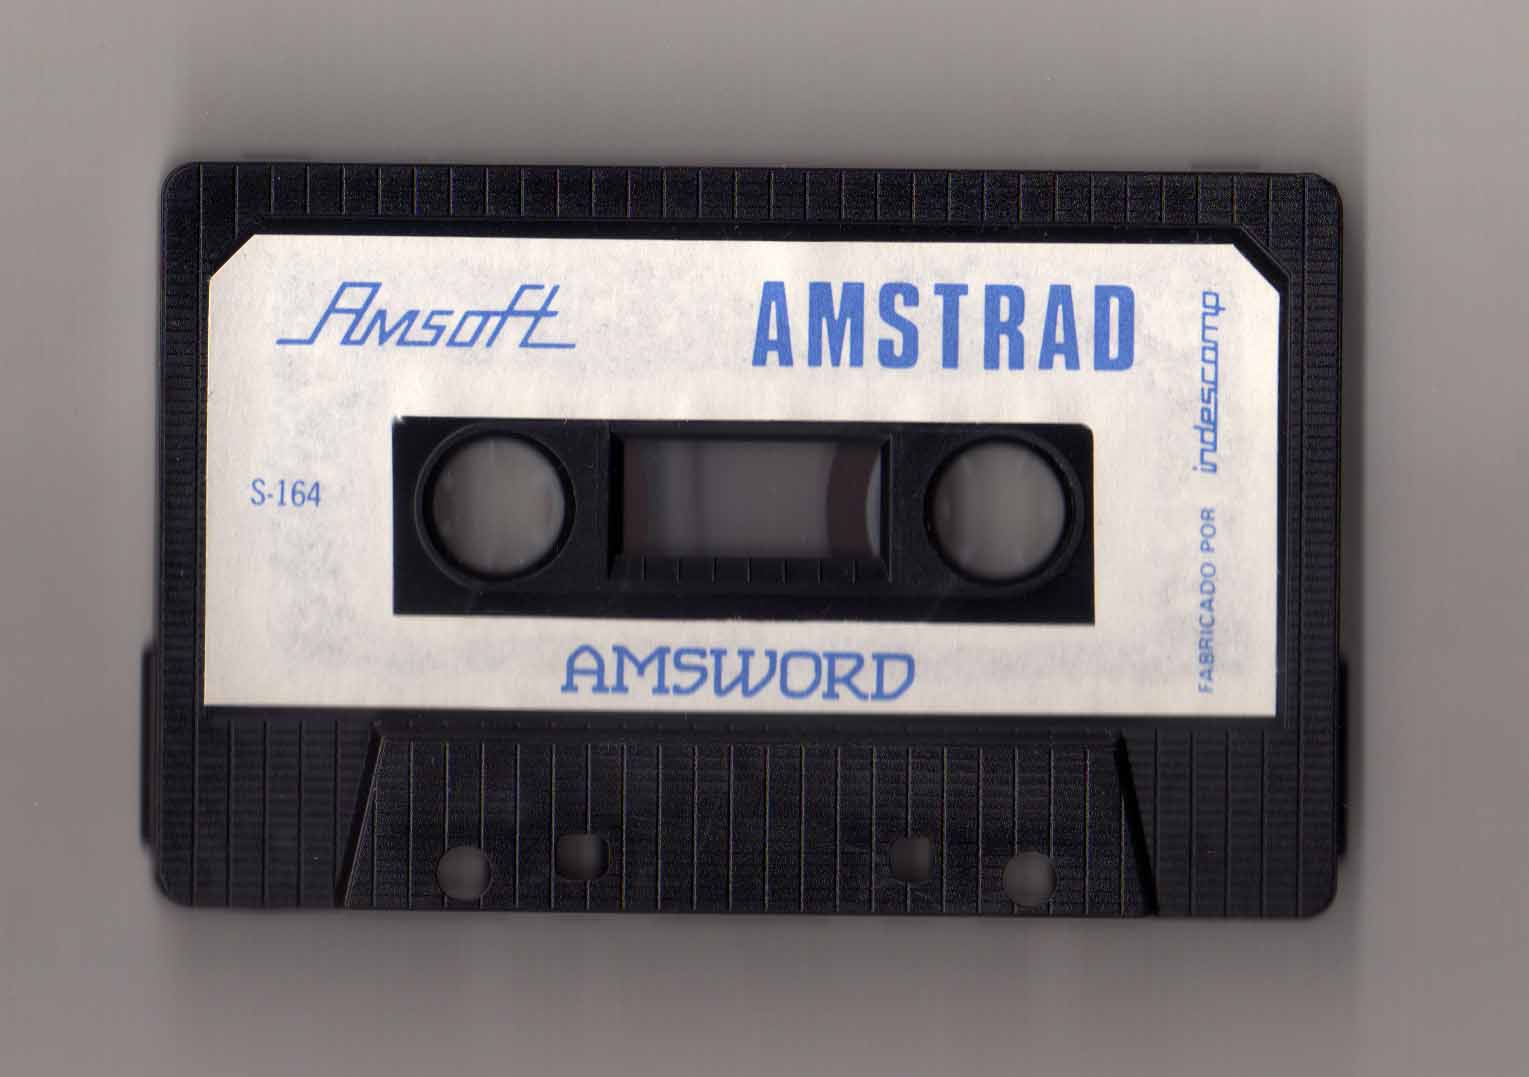 Amsoft
AMSTRAD
S-164
AMSWORD
FABRICADO POR indescomp